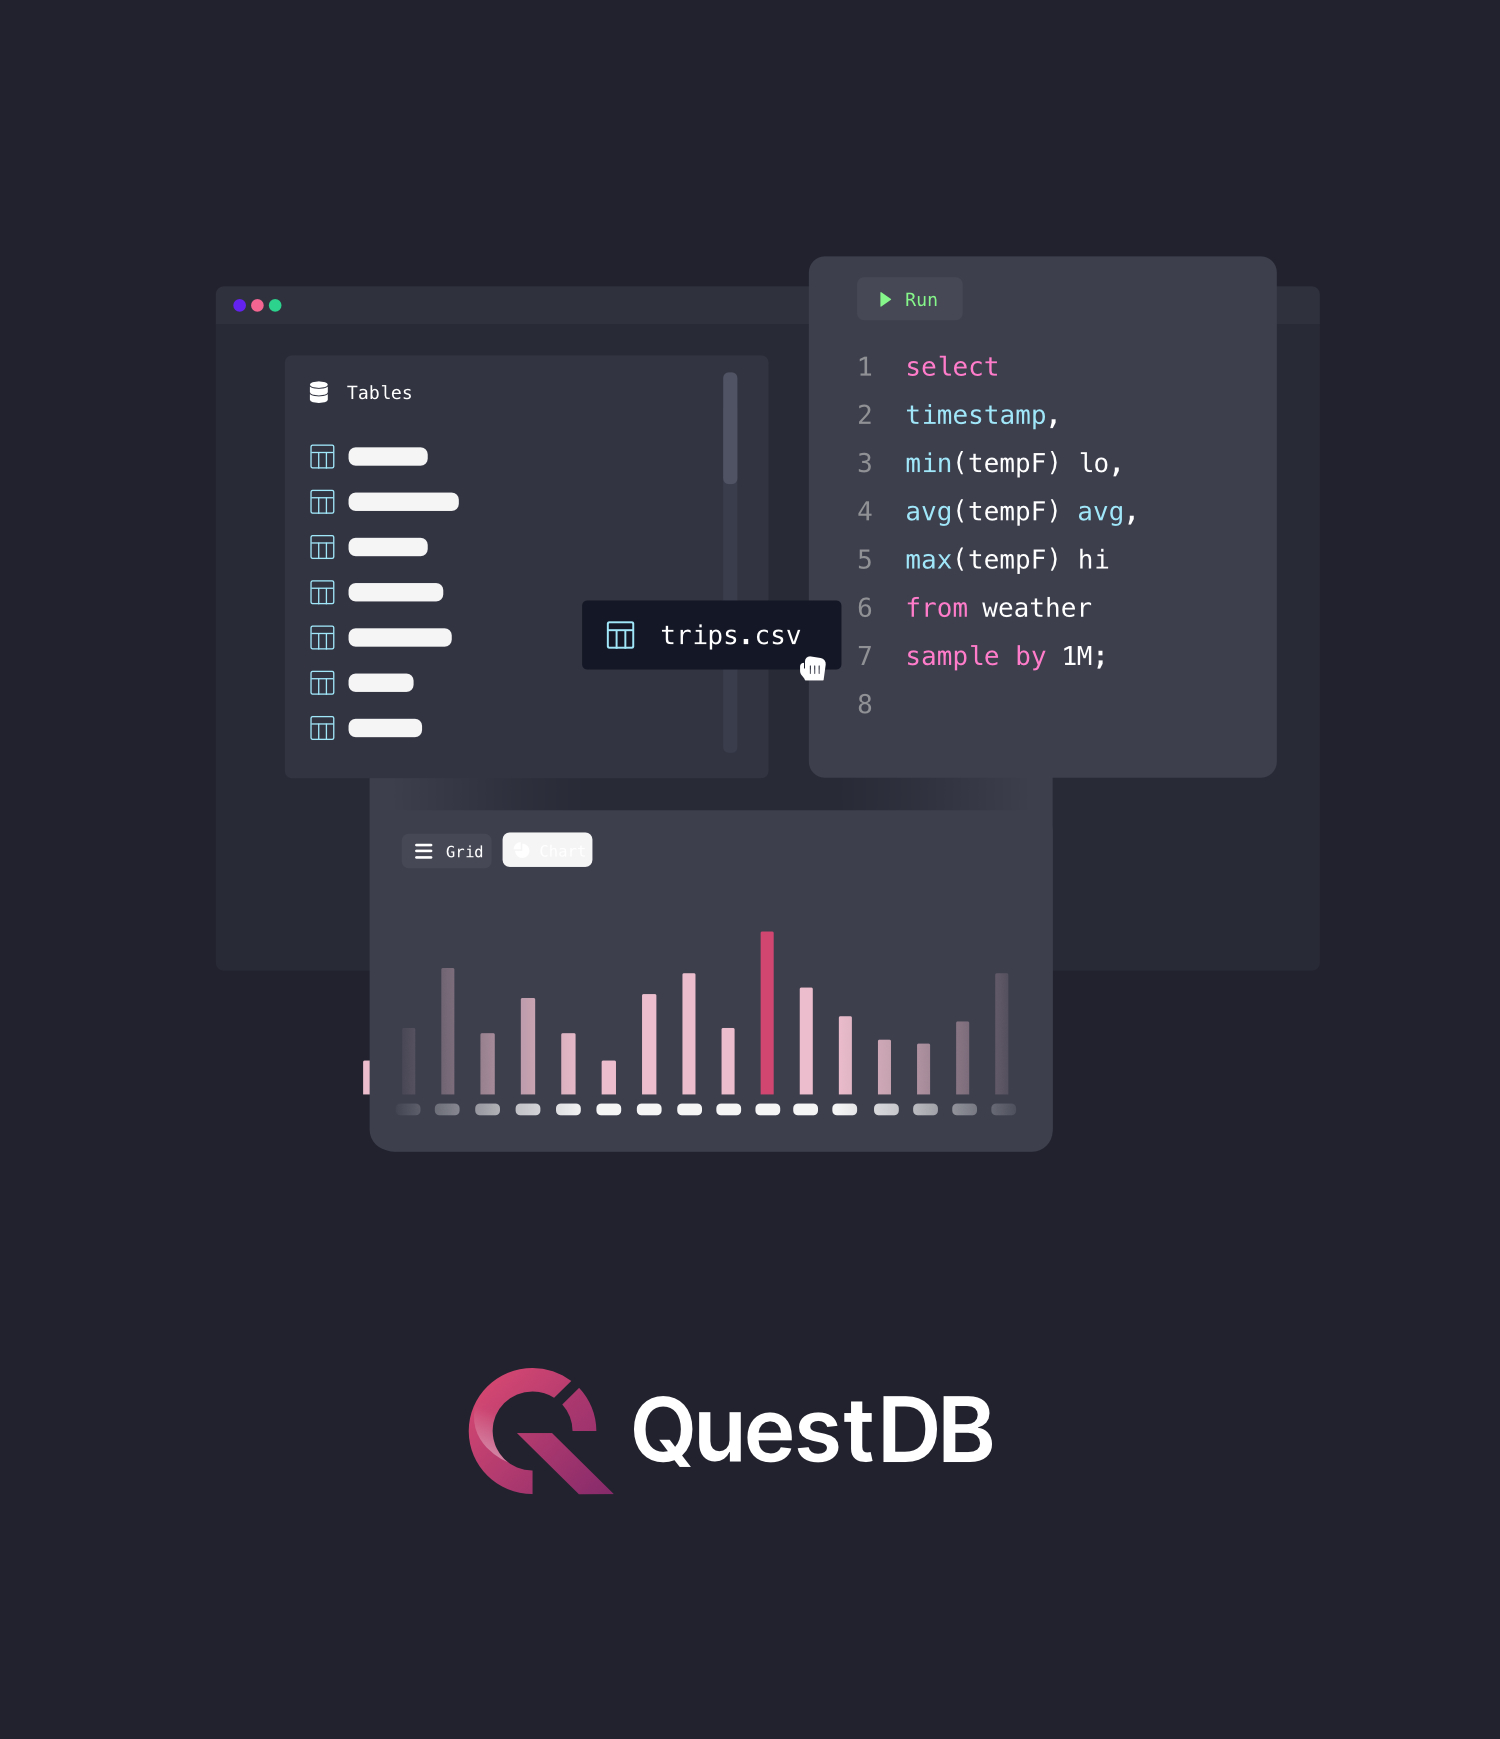 Tables
trips.csv
Run
1 select
2 timestamp,
3 min(tempF) lo,
4 avg(tempF) avg,
5 max(tempF) hi
6 from weather
7 sample by 1M;
8
Grid
Chart
QuestDB